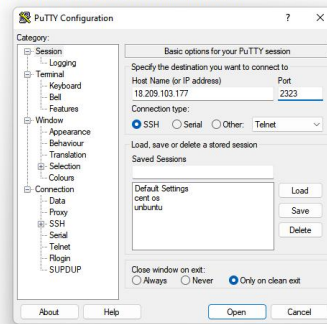 PuTTY Configuration
Category:
Session
Logging
Terminal
Keyboard
Bell
Features
Window
Appearance
Behaviour
Translation
Selection
Colours
Connection
Data
Proxy
SSH
Serial
Telnet
Rlogin
SUPDUP
Basic options for your PuTTY session
Specify the destination you want to connect to
Host Name (or IP address) Port
18.209.103.177 2323
Connection type:
SSH Serial Other: Telnet
Load, save or delete a stored session
Saved Sessions
Default Settings
cent os
unbuntu
Load
Save
Delete
Close window on exit:
Always Never Only on clean exit
About Help Open Cancel